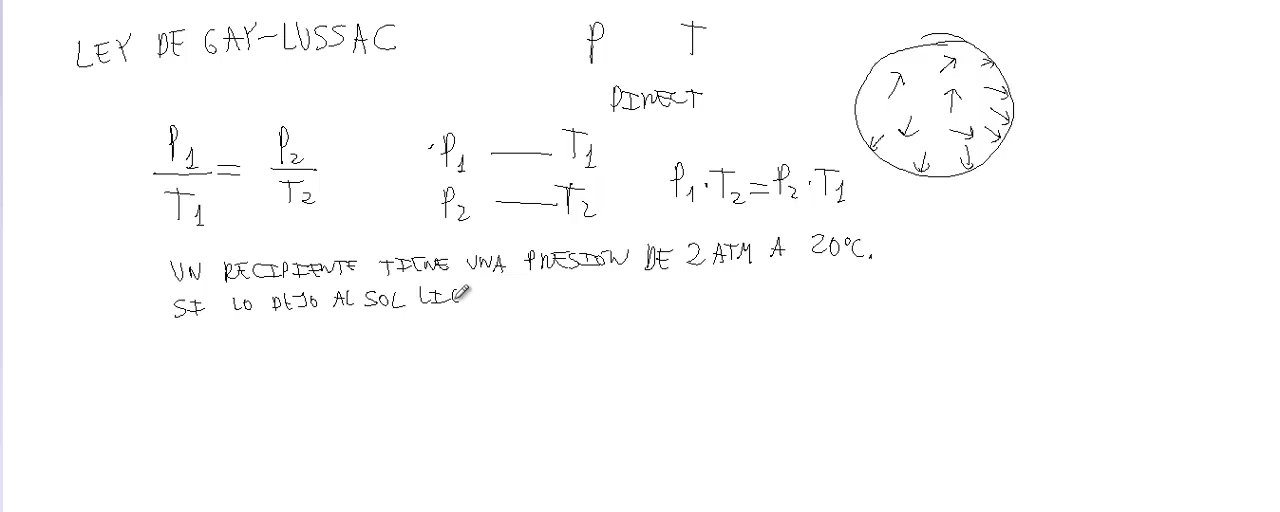 LEY DE GAY-LUSSAC P T
DIRECT
P1/T1 = P2/T2
P1 — T1
P2 — T2
P1·T2=P2·T1
UN RECIPIENTE TIENE UNA PRESIÓN DE 2 ATM A 20°C.
SI LO DEJO AL SOL